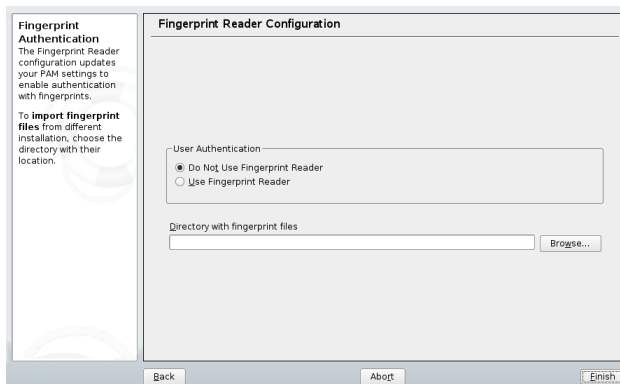 Fingerprint
Authentication
The Fingerprint Reader
configuration updates
your PAM settings to
enable authentication
with fingerprints.
To import fingerprint
files from different
installation, choose the
directory with their
location.
Fingerprint Reader Configuration
User Authentication
Do Not Use Fingerprint Reader
Use Fingerprint Reader
Directory with fingerprint files
Browse...
Back
Abort
Finish